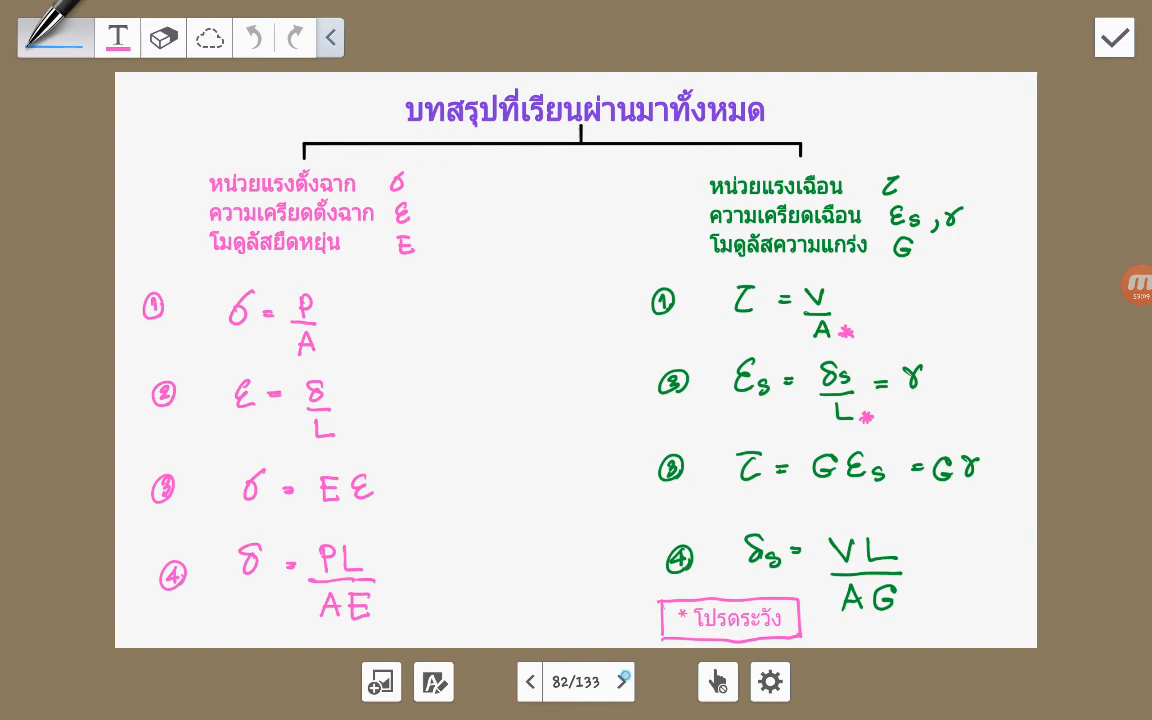 T
บทสรุปที่เรียนผ่านมาทั้งหมด
หน่วยแรงตั้งฉาก σ
ความเครียดตั้งฉาก ε
โมดูลัสยืดหยุ่น E
① σ = P/A
② ε = δ/L
③ σ = E ε
④ δ = PL/AE
หน่วยแรงเฉือน τ
ความเครียดเฉือน εs , γ
โมดูลัสความแกร่ง G
① τ = V/A *
② εs = δs/L * = γ
③ τ = G εs = G γ
④ δs = VL/AG
* โปรดระวัง
13:09
82/133